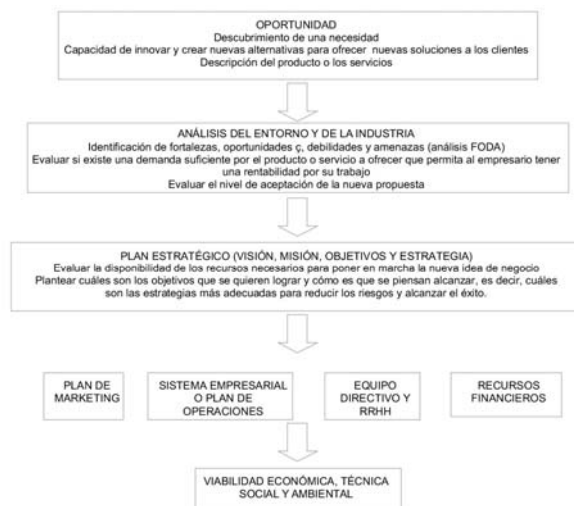 OPORTUNIDAD
Descubrimiento de una necesidad
Capacidad de innovar y crear nuevas alternativas para ofrecer nuevas soluciones a los clientes
Descripción del producto o los servicios
ANÁLISIS DEL ENTORNO Y DE LA INDUSTRIA
Identificación de fortalezas, oportunidades ç, debilidades y amenazas (análisis FODA)
Evaluar si existe una demanda suficiente por el producto o servicio a ofrecer que permita al empresario tener
una rentabilidad por su trabajo
Evaluar el nivel de aceptación de la nueva propuesta
PLAN ESTRATÉGICO (VISIÓN, MISIÓN, OBJETIVOS Y ESTRATEGIA)
Evaluar la disponibilidad de los recursos necesarios para poner en marcha la nueva idea de negocio
Plantear cuáles son los objetivos que se quieren lograr y cómo es que se piensan alcanzar, es decir, cuáles
son las estrategias más adecuadas para reducir los riesgos y alcanzar el éxito.
PLAN DE
MARKETING
SISTEMA EMPRESARIAL
O PLAN DE
OPERACIONES
EQUIPO
DIRECTIVO Y
RRHH
RECURSOS
FINANCIEROS
VIABILIDAD ECONÓMICA, TÉCNICA
SOCIAL Y AMBIENTAL